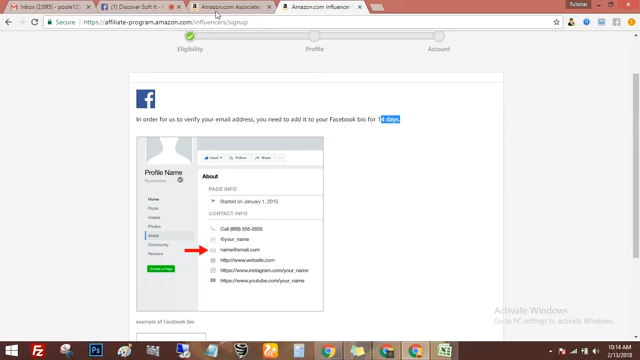 Inbox (2,095) - poole12
Discover Soft It -
Amazon.com Associates
Amazon.com Influencers
Tutorial
Secure | https://affiliate-program.amazon.com/influencers/signup
Eligibility
Profile
Account
In order for us to verify your email address, you need to add it to your Facebook bio for 14 days.
Liked
Follow
Share
Profile Name
About
PAGE INFO
Started on January 1, 2015
CONTACT INFO
Home
Posts
Videos
Photos
About
Community
Reviews
Create a Page
Call (888) 555-5555
@your_name
name@email.com
http://www.website.com
https://www.instagram.com/your_name
https://www.youtube.com/your_name
example of Facebook bio
Activate Windows
Go to PC settings to activate Windows.
10:14 AM
2/13/2018